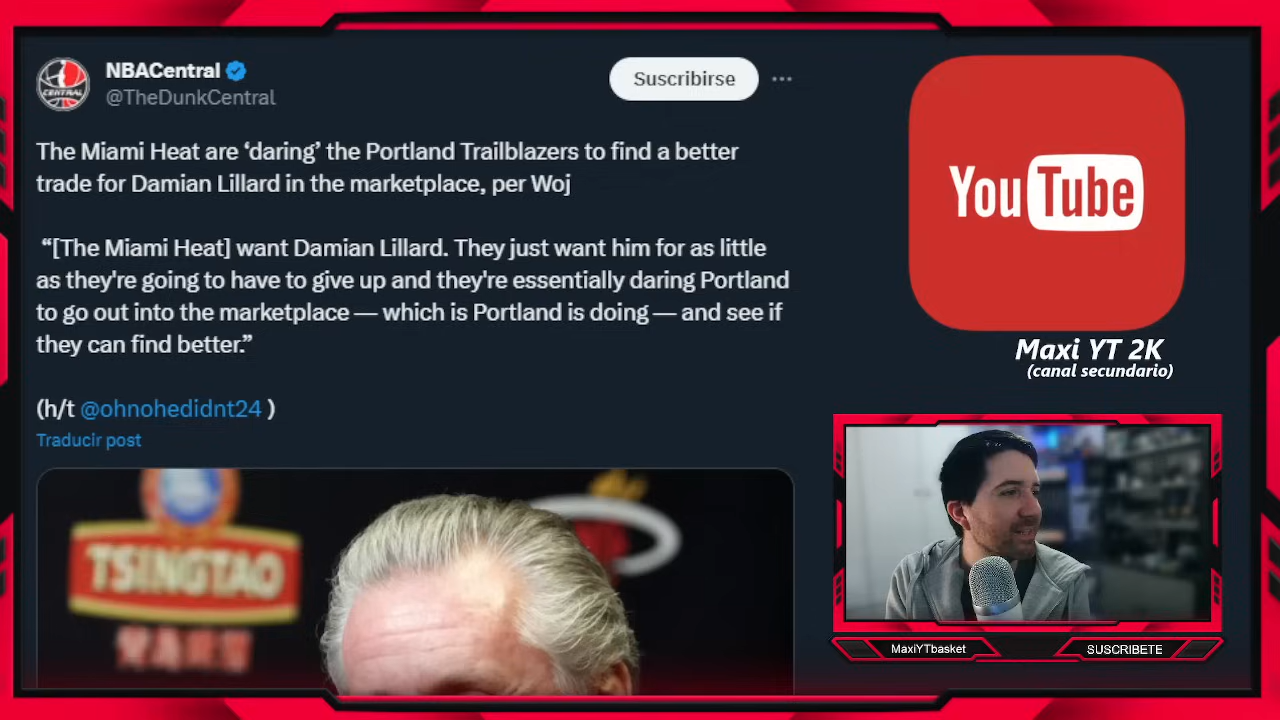 NBACentral
@TheDunkCentral
Suscribirse
The Miami Heat are ‘daring’ the Portland Trailblazers to find a better
trade for Damian Lillard in the marketplace, per Woj
“[The Miami Heat] want Damian Lillard. They just want him for as little
as they're going to have to give up and they're essentially daring Portland
to go out into the marketplace — which is Portland is doing — and see if
they can find better.”
(h/t @ohnohedidnt24 )
Traducir post
TSINGTAO
YouTube
Maxi YT 2K
(canal secundario)
MaxiYTbasket
SUSCRIBETE